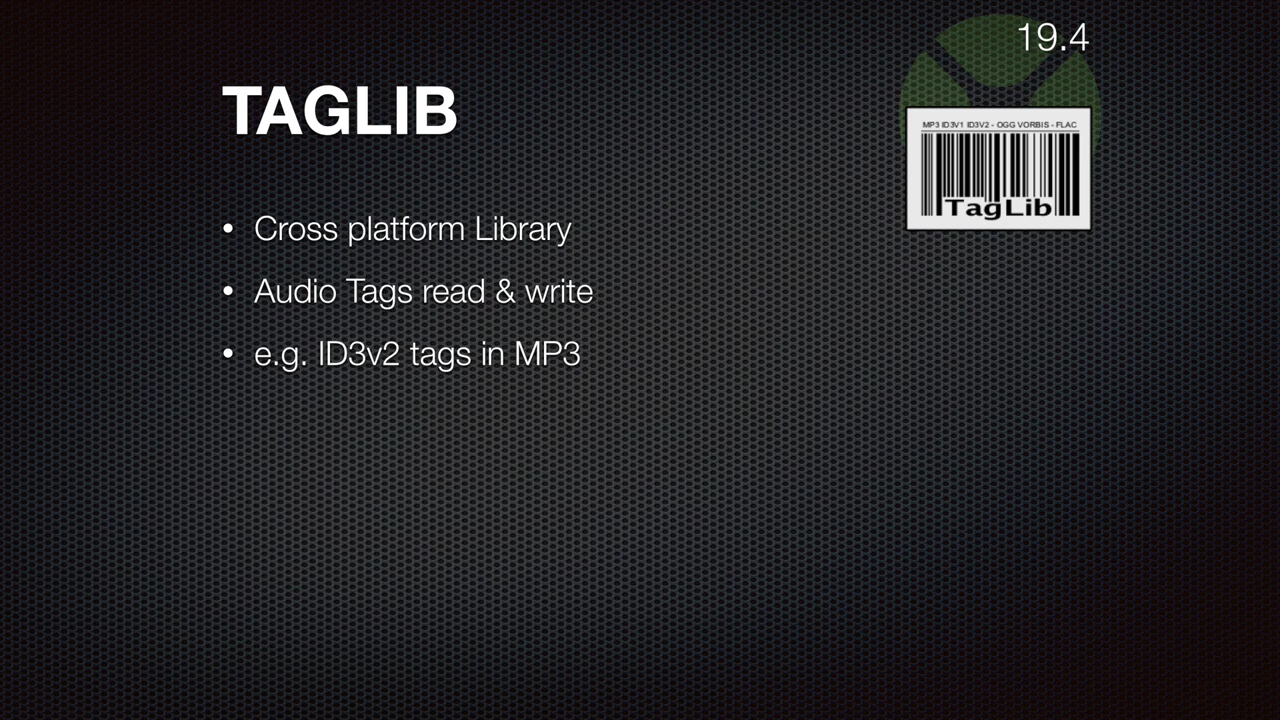 19.4
TAGLIB
MP3 ID3V1 ID3V2 - OGG VORBIS - FLAC
TagLib
• Cross platform Library
• Audio Tags read & write
• e.g. ID3v2 tags in MP3